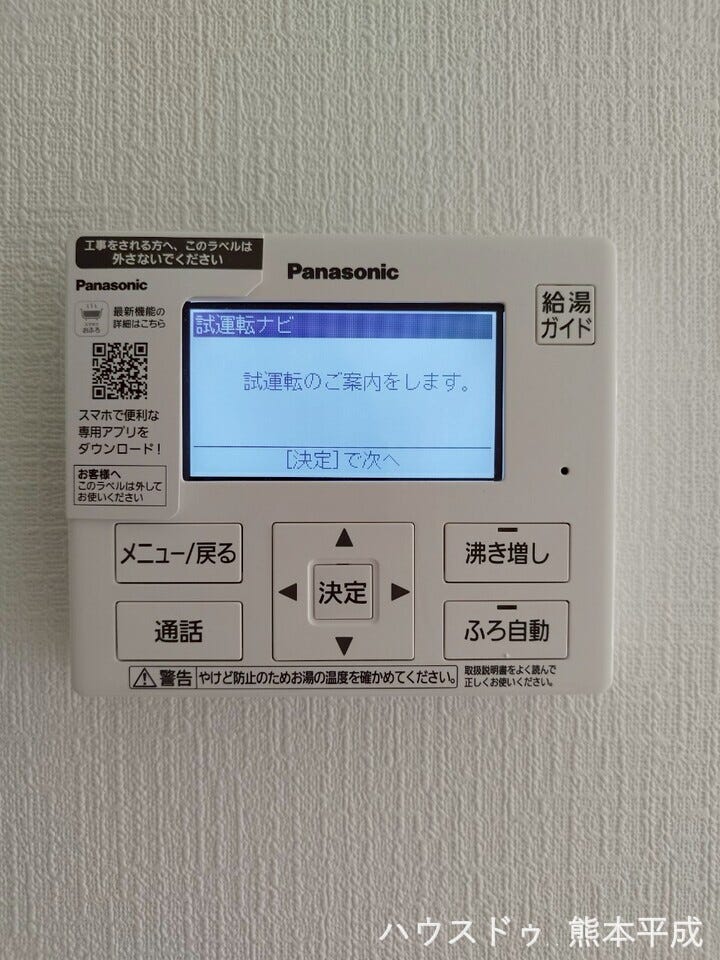 工事をされる方へ、このラベルは
外さないでください
Panasonic
Panasonic
最新機能の
詳細はこちら
スマホで
おふろ
スマホで便利な
専用アプリを
ダウンロード!
お客様へ
このラベルは外して
お使いください
給湯
ガイド
試運転ナビ
試運転のご案内をします。
[決定]で次へ
メニュー/戻る
決定
沸き増し
通話
ふろ自動
警告 やけど防止のためお湯の温度を確かめてください。
取扱説明書をよく読んで
正しくお使いください。
ハウスドゥ 熊本平成